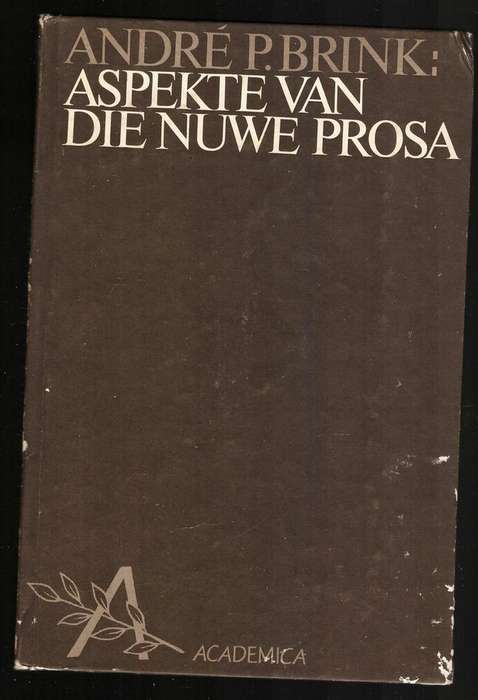 ANDRÉ P. BRINK:
ASPEKTE VAN
DIE NUWE PROSA
A
ACADEMICA